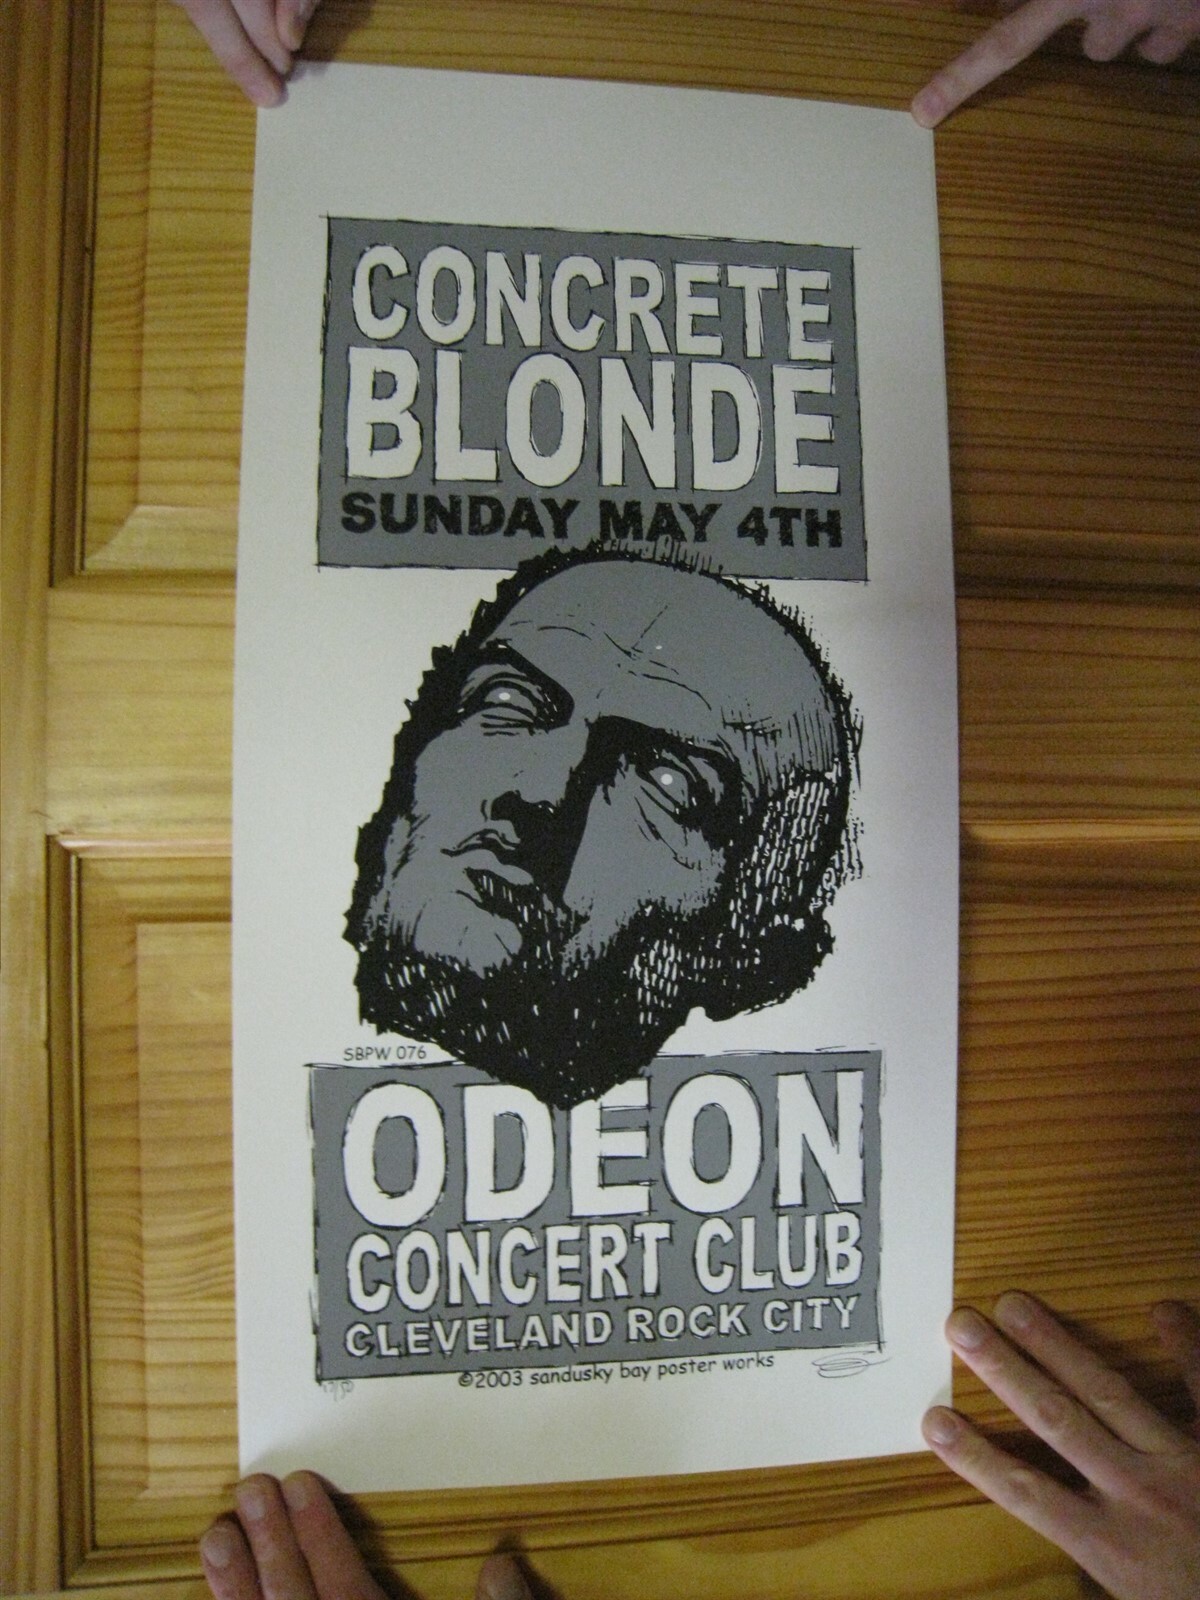 CONCRETE
BLONDE
SUNDAY MAY 4TH
SBPW 076
ODEON
CONCERT CLUB
CLEVELAND ROCK CITY
©2003 sandusky bay poster works